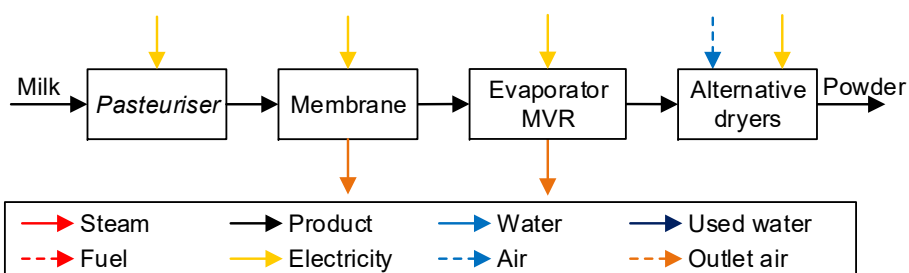 Milk
Pasteuriser
Membrane
Evaporator
MVR
Alternative
dryers
Powder
Steam
Product
Water
Used water
Fuel
Electricity
Air
Outlet air